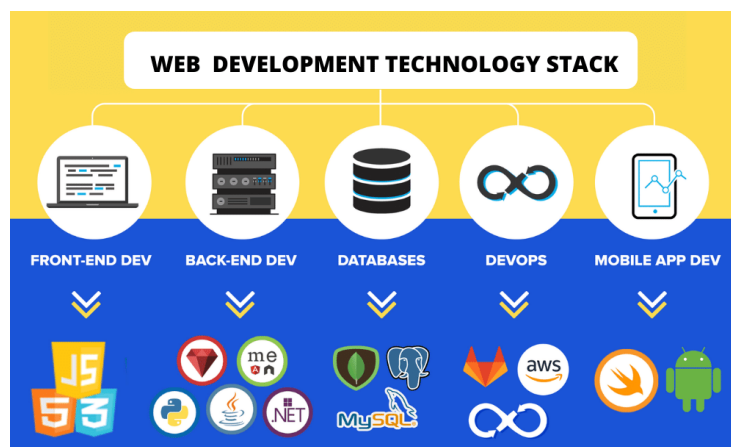 WEB DEVELOPMENT TECHNOLOGY STACK
FRONT-END DEV
BACK-END DEV
DATABASES
DEVOPS
MOBILE APP DEV
JS
5
3
me
A n
.NET
MySQL
aws